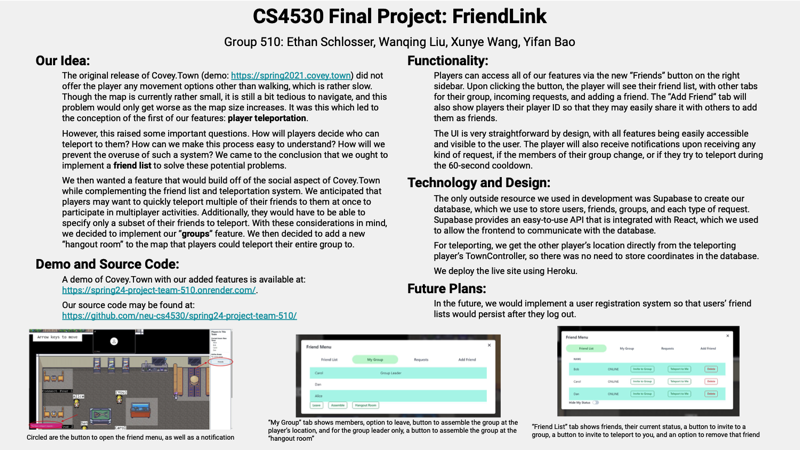 CS4530 Final Project: FriendLink
Group 510: Ethan Schlosser, Wanqing Liu, Xunye Wang, Yifan Bao
Our Idea:
The original release of Covey.Town (demo: https://spring2021.covey.town) did not
offer the player any movement options other than walking, which is rather slow.
Though the map is currently rather small, it is still a bit tedious to navigate, and this
problem would only get worse as the map size increases. It was this which led to
the conception of the first of our features: player teleportation.
However, this raised some important questions. How will players decide who can
teleport to them? How can we make this process easy to understand? How will we
prevent the overuse of such a system? We came to the conclusion that we ought to
implement a friend list to solve these potential problems.
We then wanted a feature that would build off of the social aspect of Covey.Town
while complementing the friend list and teleportation system. We anticipated that
players may want to quickly teleport multiple of their friends to them at once to
participate in multiplayer activities. Additionally, they would have to be able to
specify only a subset of their friends to teleport. With these considerations in mind,
we decided to implement our “groups” feature. We then decided to add a new
“hangout room” to the map that players could teleport their entire group to.
Demo and Source Code:
A demo of Covey.Town with our added features is available at:
https://spring24-project-team-510.onrender.com/.
Our source code may be found at:
https://github.com/neu-cs4530/spring24-project-team-510/
Arrow keys to move
Circled are the button to open the friend menu, as well as a notification
Functionality:
Players can access all of our features via the new “Friends” button on the right
sidebar. Upon clicking the button, the player will see their friend list, with other tabs
for their group, incoming requests, and adding a friend. The “Add Friend” tab will
also show players their player ID so that they may easily share it with others to add
them as friends.
The UI is very straightforward by design, with all features being easily accessible
and visible to the user. The player will also receive notifications upon receiving any
kind of request, if the members of their group change, or if they try to teleport during
the 60-second cooldown.
Technology and Design:
The only outside resource we used in development was Supabase to create our
database, which we use to store users, friends, groups, and each type of request.
Supabase provides an easy-to-use API that is integrated with React, which we used
to allow the frontend to communicate with the database.
For teleporting, we get the other player’s location directly from the teleporting
player’s TownController, so there was no need to store coordinates in the database.
We deploy the live site using Heroku.
Future Plans:
In the future, we would implement a user registration system so that users’ friend
lists would persist after they log out.
Friend Menu
Friend List My Group Requests Add Friend
Group Leader
Dan
Alice
Leave Assemble Hangout Room
“My Group” tab shows members, option to leave, button to assemble the group at the
player’s location, and for the group leader only, a button to assemble the group at the
“hangout room”
Friend Menu
Friend List My Group Requests Add Friend
Bob ONLINE Invite to Group Teleport to Me Delete
ONLINE Invite to Group Teleport to Me Delete
Dan ONLINE Invite to Group Teleport to Me Delete
Hide My Status
“Friend List” tab shows friends, their current status, a button to invite to a
group, a button to invite to teleport to you, and an option to remove that friend